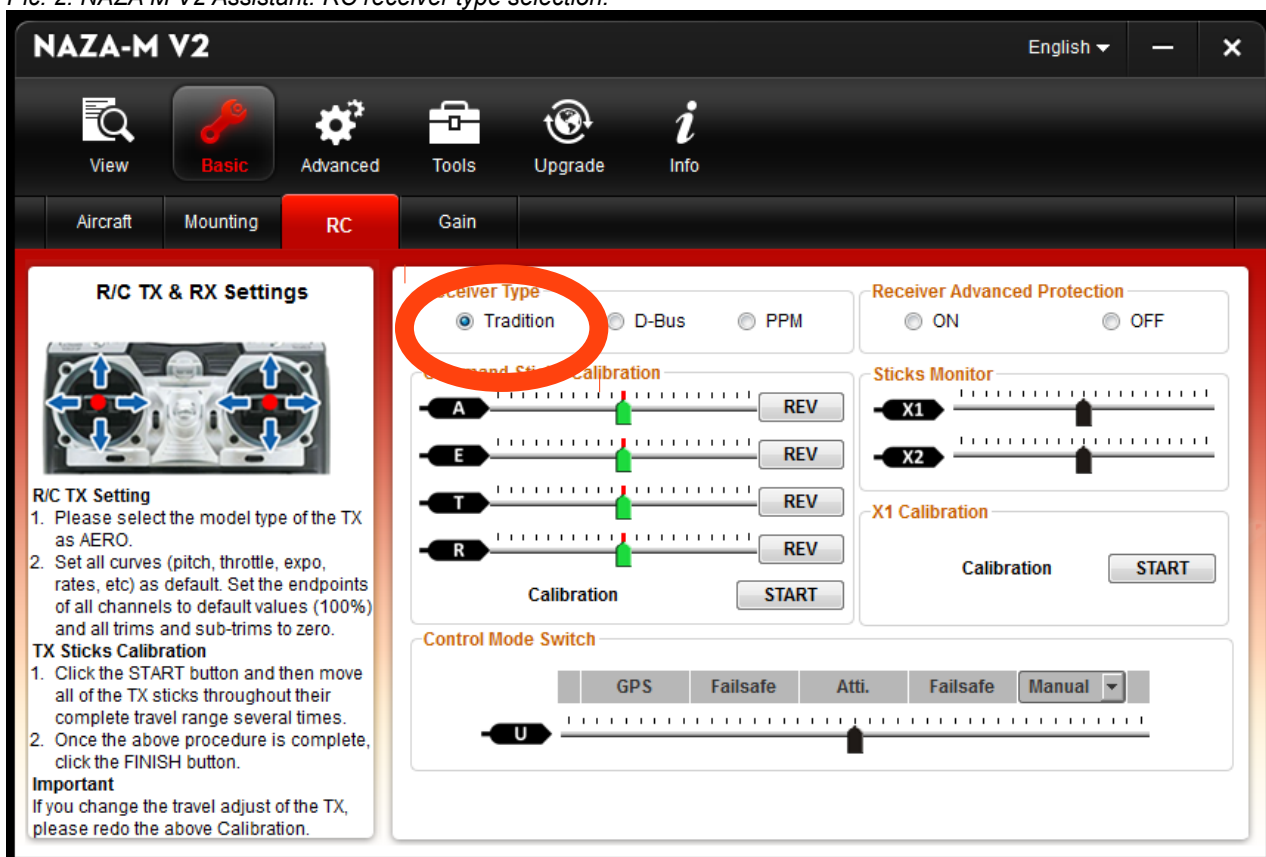 Pic. 2. NAZA-M V2 Assistant. RC receiver type selection.
NAZA-M V2
English
View
Basic
Advanced
Tools
Upgrade
Info
Aircraft
Mounting
RC
Gain
R/C TX & RX Settings
R/C TX Setting
1. Please select the model type of the TX
as AERO.
2. Set all curves (pitch, throttle, expo,
rates, etc) as default. Set the endpoints
of all channels to default values (100%)
and all trims and sub-trims to zero.
TX Sticks Calibration
1. Click the START button and then move
all of the TX sticks throughout their
complete travel range several times.
2. Once the above procedure is complete,
click the FINISH button.
Important
If you change the travel adjust of the TX,
please redo the above Calibration.
Type
Tradition D-Bus PPM
Calibration
A REV
E REV
T REV
R REV
Calibration START
Receiver Advanced Protection
ON OFF
Sticks Monitor
X1
X2
X1 Calibration
Calibration START
Control Mode Switch
GPS Failsafe Atti. Failsafe Manual
U